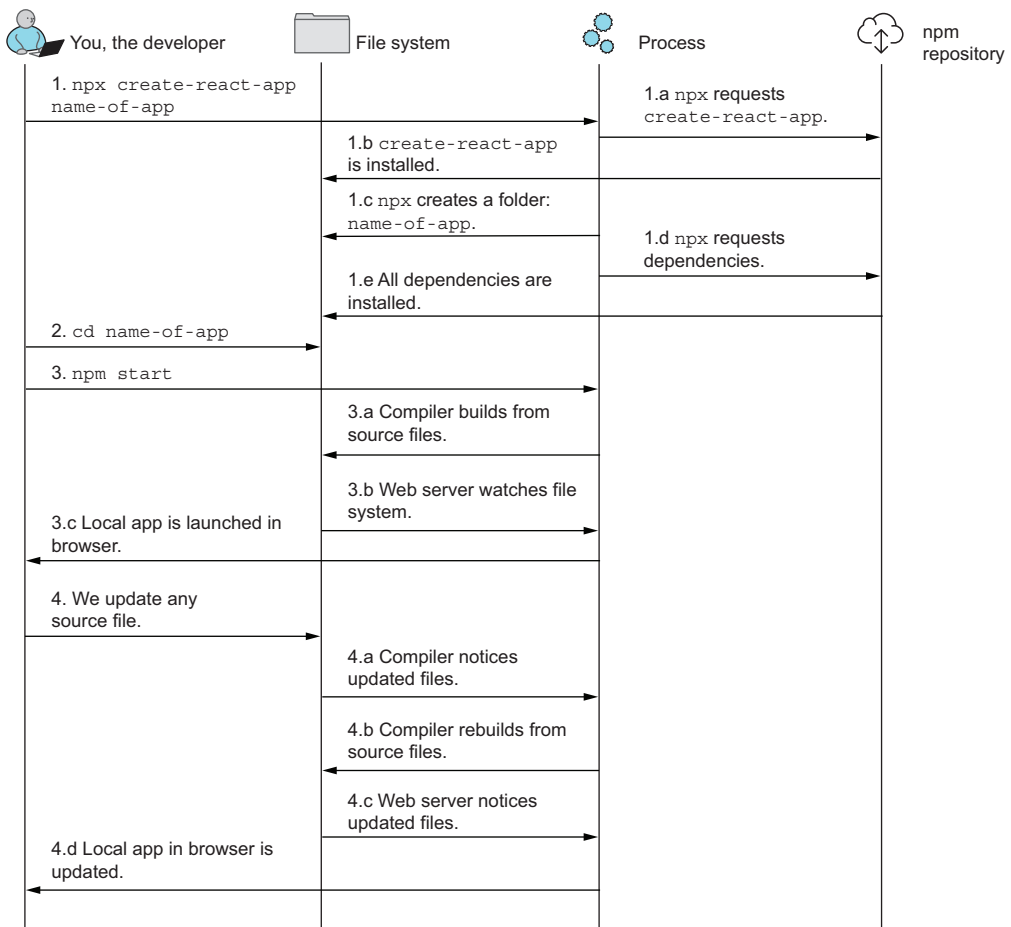 You, the developer
File system
Process
npm
repository
1. npx create-react-app
name-of-app
1.a npx requests
create-react-app.
1.b create-react-app
is installed.
1.c npx creates a folder:
name-of-app.
1.d npx requests
dependencies.
1.e All dependencies are
installed.
2. cd name-of-app
3. npm start
3.a Compiler builds from
source files.
3.b Web server watches file
system.
3.c Local app is launched in
browser.
4. We update any
source file.
4.a Compiler notices
updated files.
4.b Compiler rebuilds from
source files.
4.c Web server notices
updated files.
4.d Local app in browser is
updated.